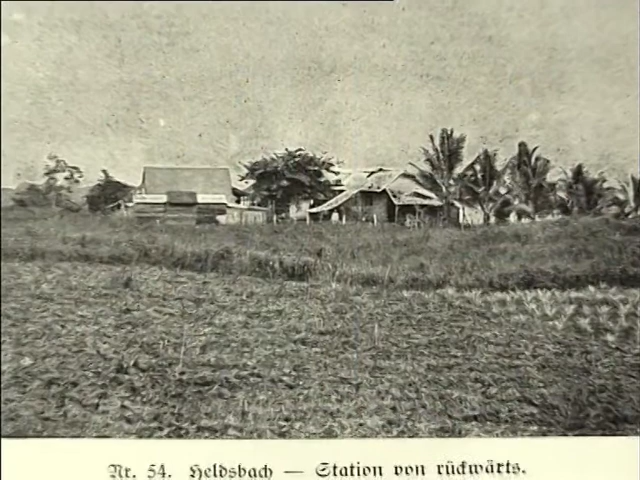 Nr. 54. Heldsbach — Station von rückwärts.